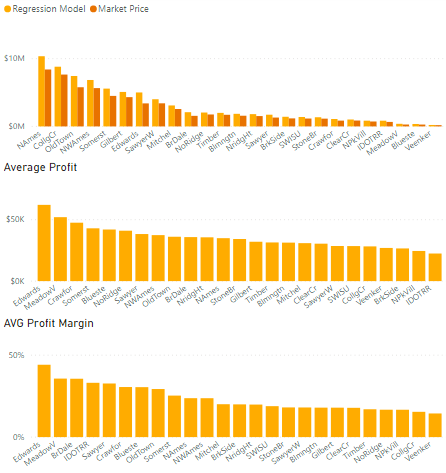 Regression Model Market Price
$10M
$0M
NAmes CollgCr OldTown NWAmes Somerst Gilbert Edwards SawyerW Mitchel BrDale NoRidge Timber Blmngtn NridgHt Sawyer BrkSide SWISU StoneBr Crawfor ClearCr NPkVill IDOTRR MeadowV Blueste Veenker
Average Profit
$50K
$0K
Edwards MeadowV Crawfor Somerst Blueste NoRidge Sawyer NWAmes OldTown BrDale NridgHt NAmes StoneBr Gilbert Timber Blmngtn Mitchel ClearCr SawyerW SWISU CollgCr Veenker BrkSide NPkVill IDOTRR
AVG Profit Margin
50%
0%
Edwards MeadowV BrDale IDOTRR Sawyer Crawfor Blueste OldTown Somerst NAmes NWAmes Mitchel BrkSide NridgHt SWISU StoneBr SawyerW Blmngtn Gilbert ClearCr Timber NoRidge NPkVill CollgCr Veenker